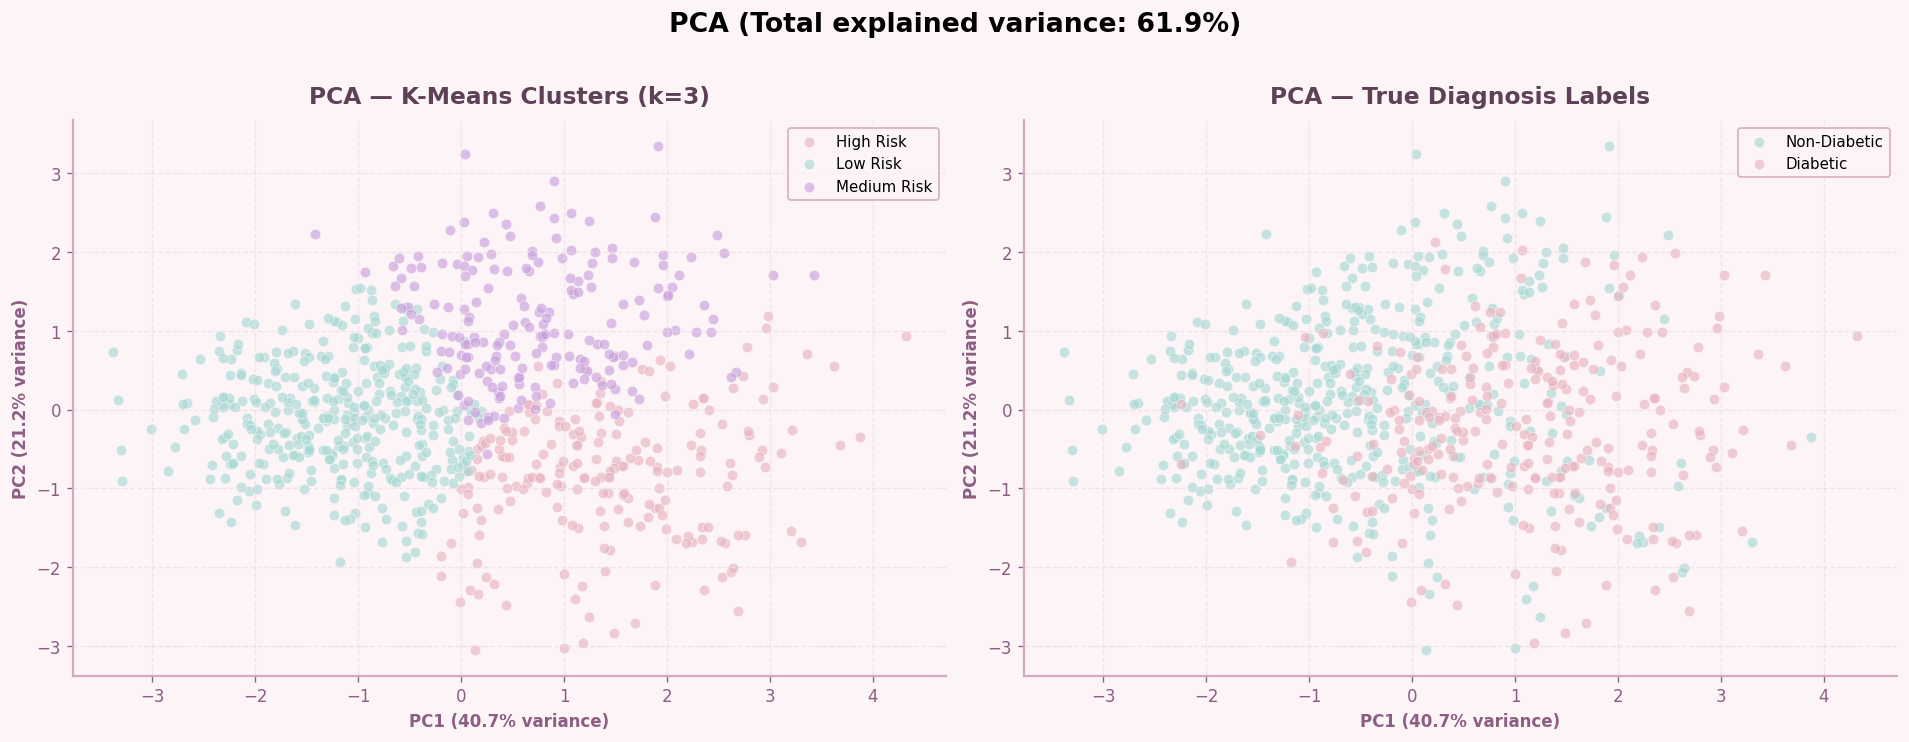 PCA (Total explained variance: 61.9%)
PCA — K-Means Clusters (k=3)
High Risk
Low Risk
Medium Risk
3
2
1
0
−1
−2
−3
PC2 (21.2% variance)
−3 −2 −1 0 1 2 3 4
PC1 (40.7% variance)
PCA — True Diagnosis Labels
Non-Diabetic
Diabetic
3
2
1
0
−1
−2
−3
PC2 (21.2% variance)
−3 −2 −1 0 1 2 3 4
PC1 (40.7% variance)